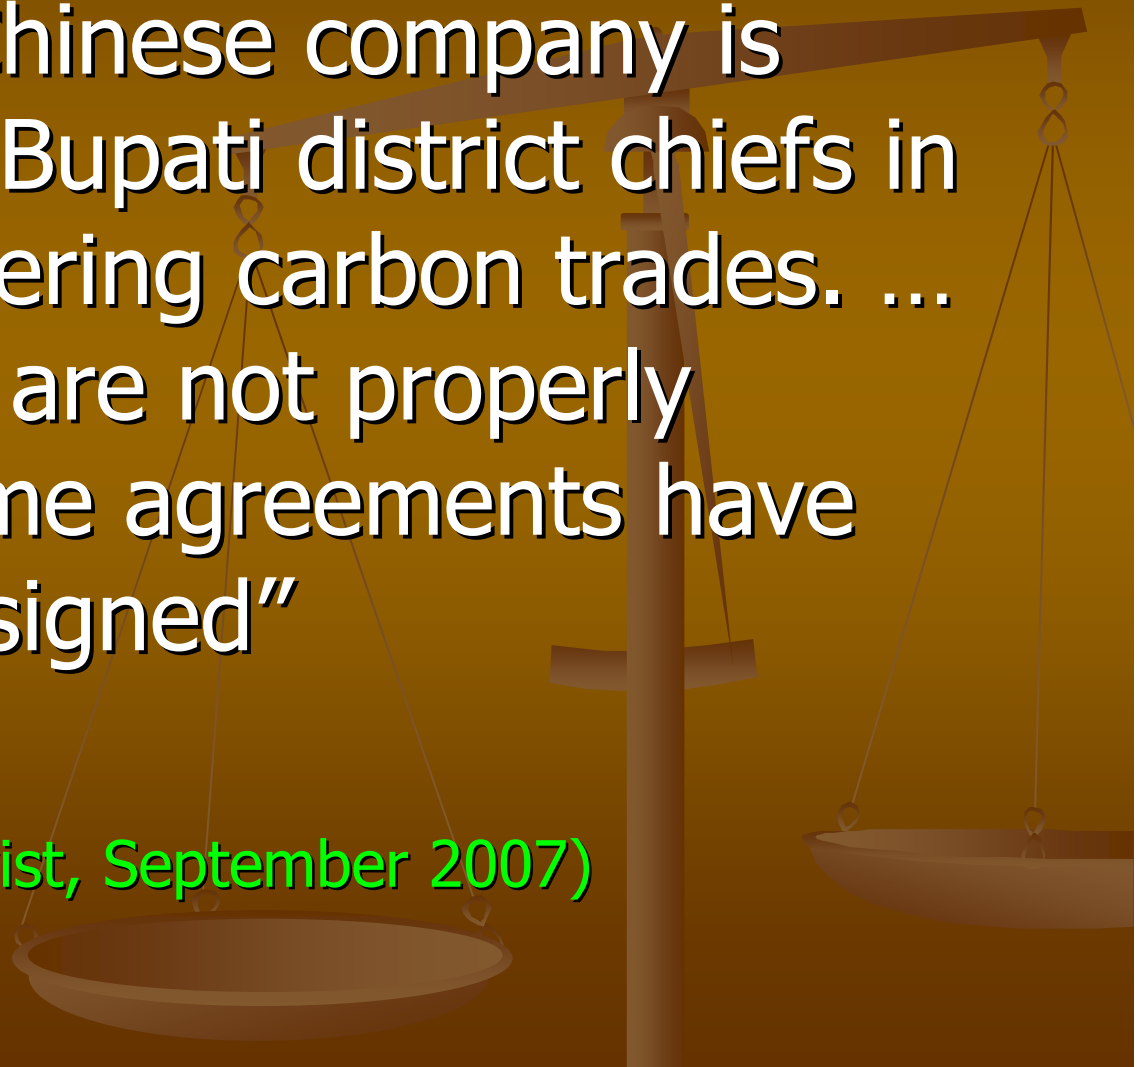 hinese company is
Bupati district chiefs in
ering carbon trades. ...
are not properly
me agreements have
signed”
ist, September 2007)